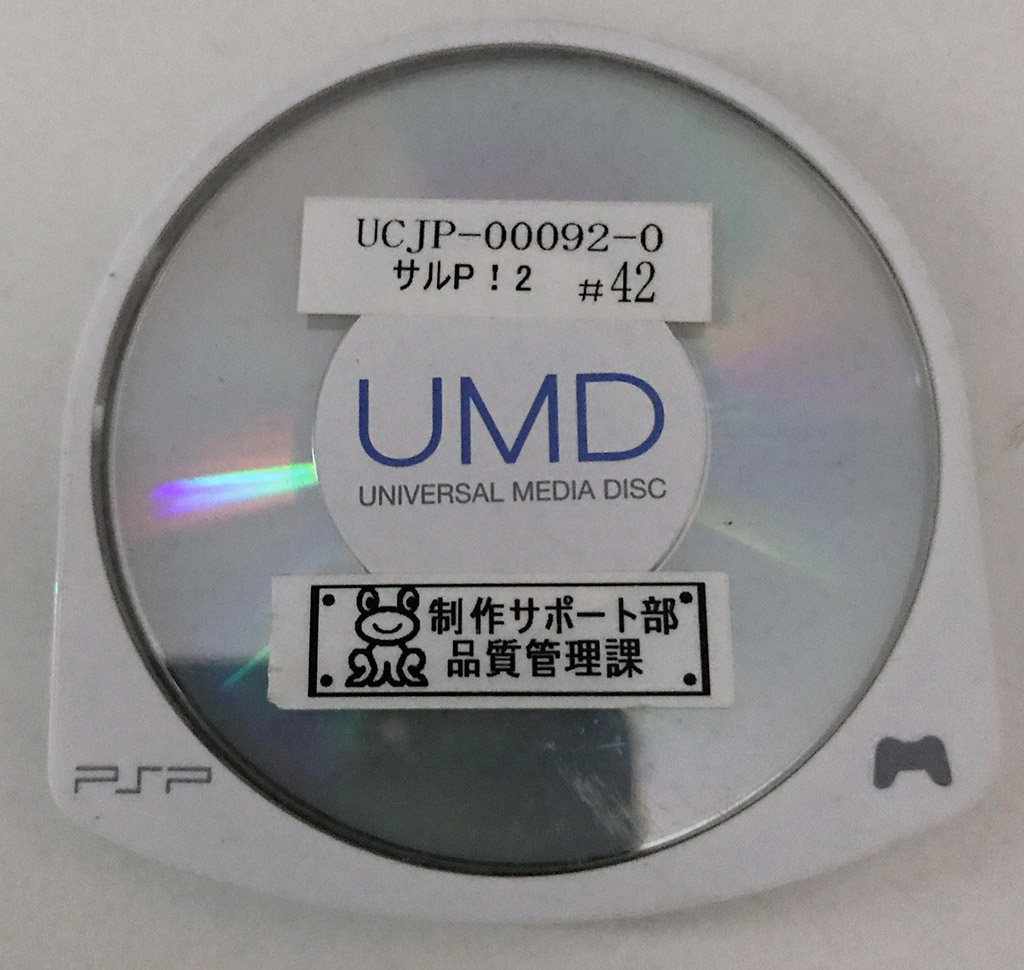 UCJP-00092-0
サルP！2 #42
UMD
UNIVERSAL MEDIA DISC
制作サポート部
品質管理課
PSP